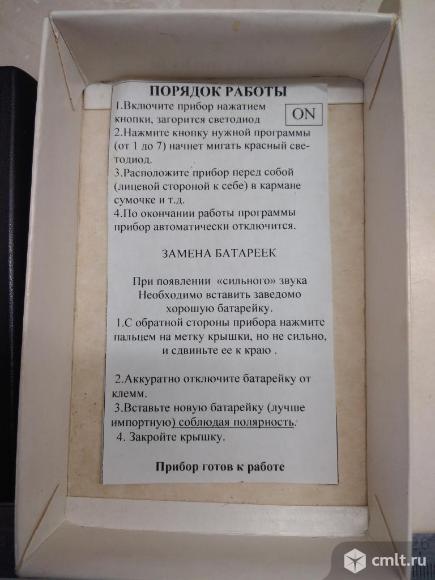 ПОРЯДОК РАБОТЫ
1.Включите прибор нажатием
кнопки, загорится светодиод
ON
2.Нажмите кнопку нужной программы
(от 1 до 7) начнет мигать красный све-
тодиод.
3.Расположите прибор перед собой
(лицевой стороной к себе) в кармане
сумочке и т.д.
4.По окончании работы программы
прибор автоматически отключится.
ЗАМЕНА БАТАРЕЕК
При появлении «сильного» звука
Необходимо вставить заведомо
хорошую батарейку.
1.С обратной стороны прибора нажмите
пальцем на метку крышки, но не сильно,
и сдвиньте ее к краю .
2.Аккуратно отключите батарейку от
клемм.
3.Вставьте новую батарейку (лучше
импортную) соблюдая полярность.
4. Закройте крышку.
Прибор готов к работе
cmlt.ru